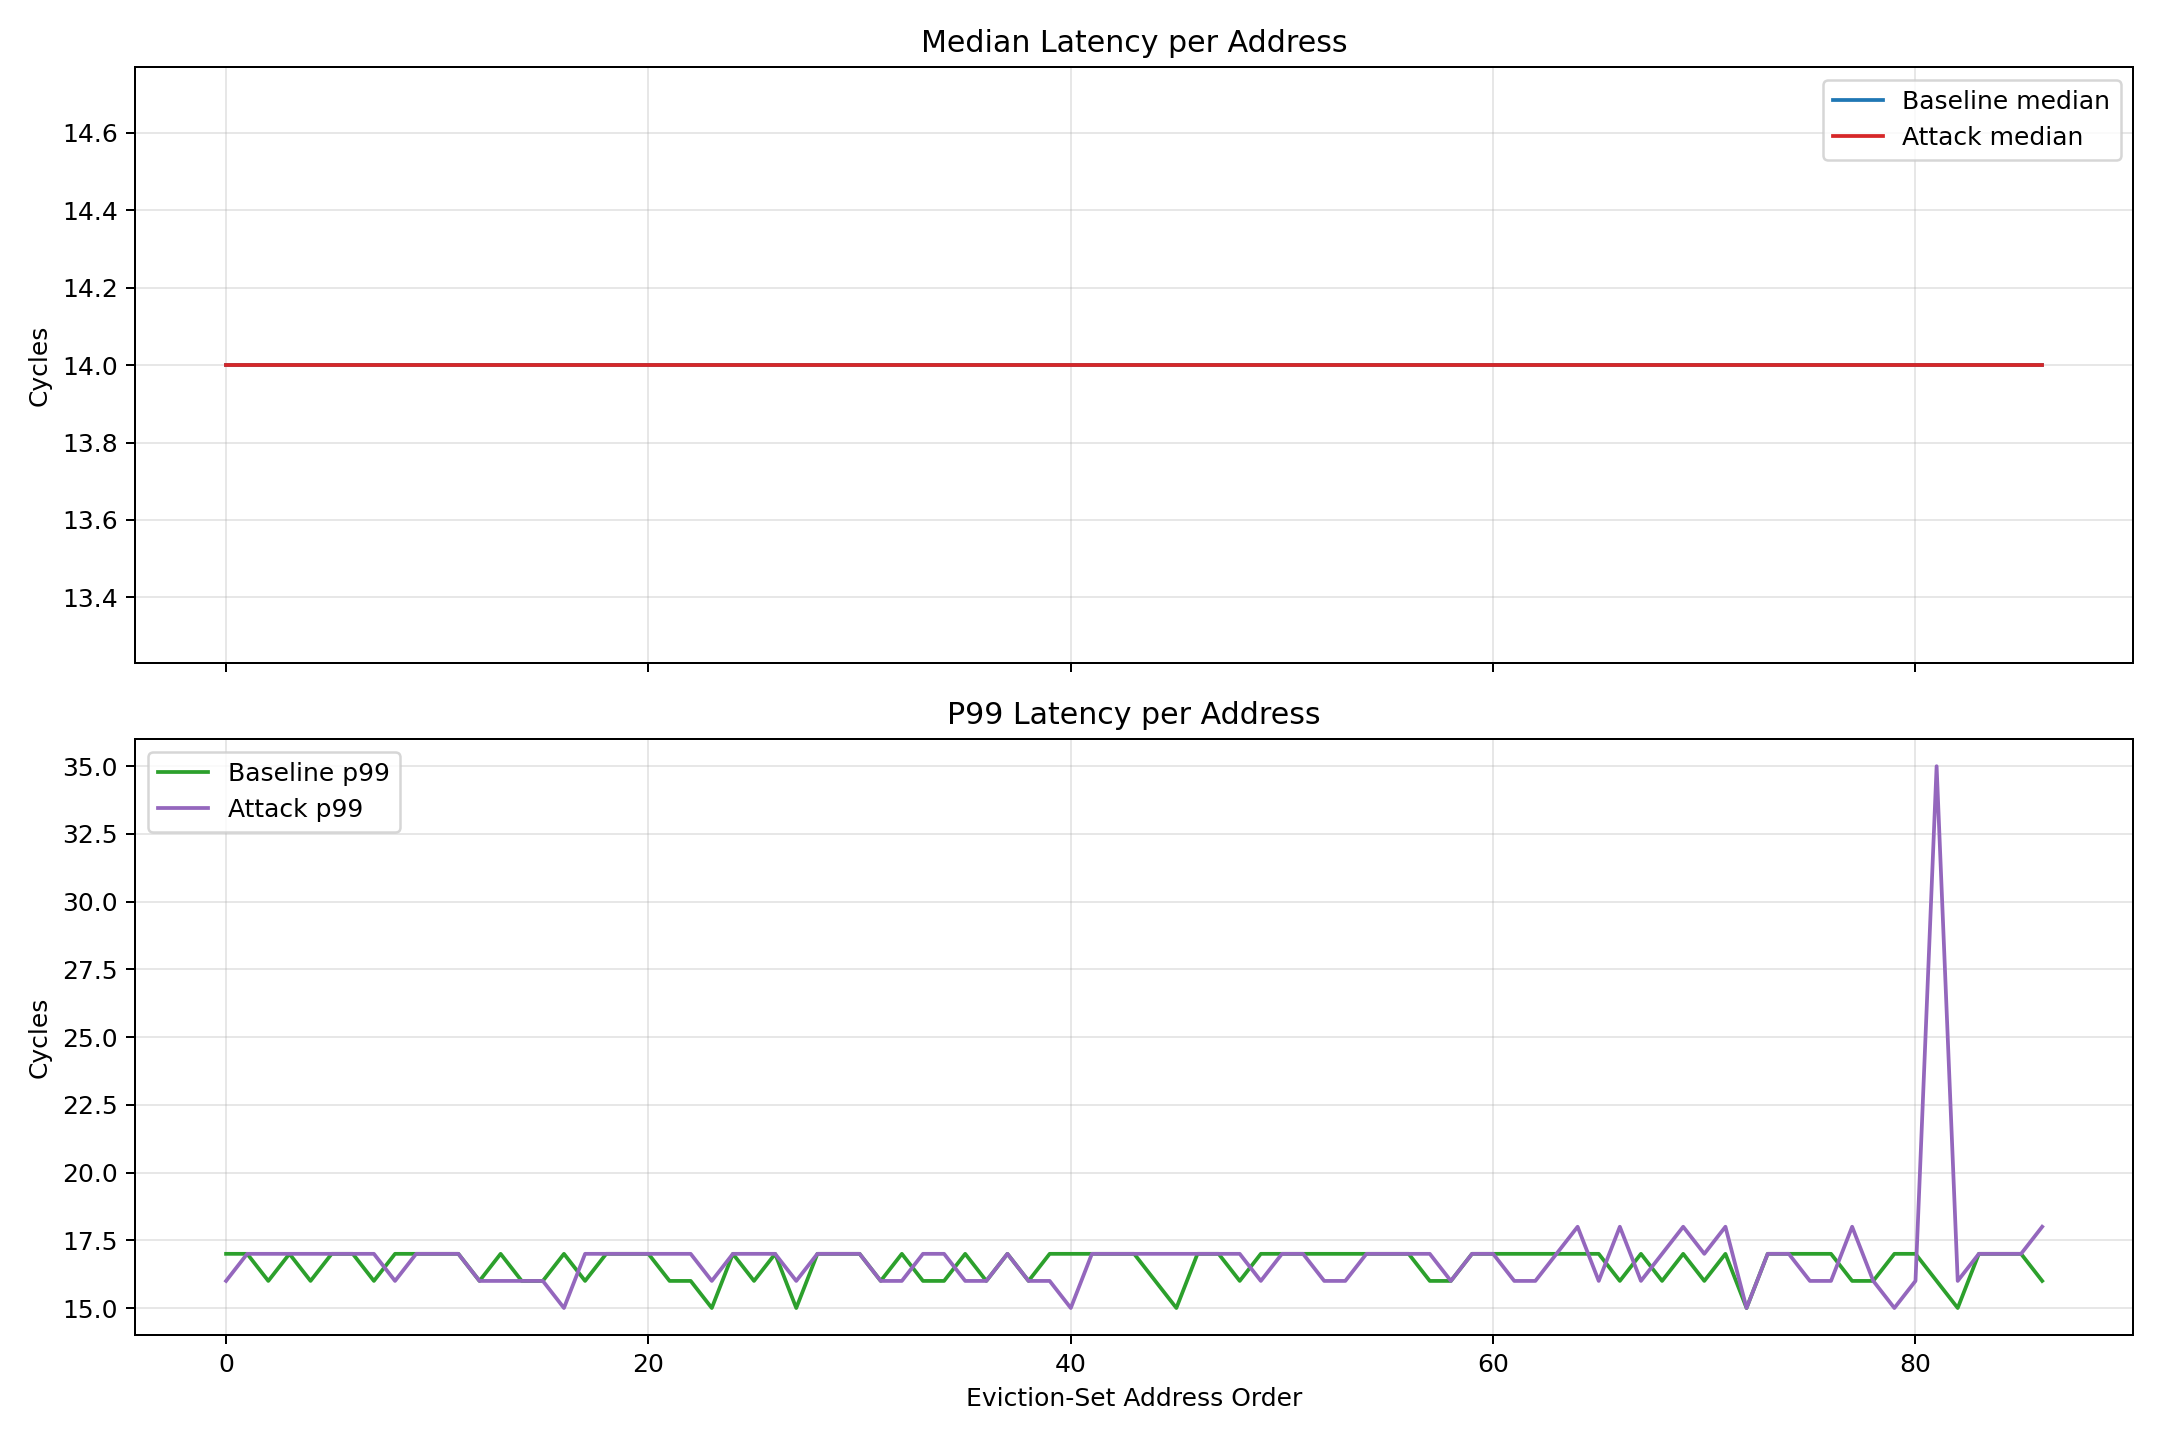 Median Latency per Address
Baseline median
Attack median
14.6
14.4
14.2
14.0
13.8
13.6
13.4
Cycles
P99 Latency per Address
Baseline p99
Attack p99
35.0
32.5
30.0
27.5
25.0
22.5
20.0
17.5
15.0
Cycles
0 20 40 60 80
Eviction-Set Address Order